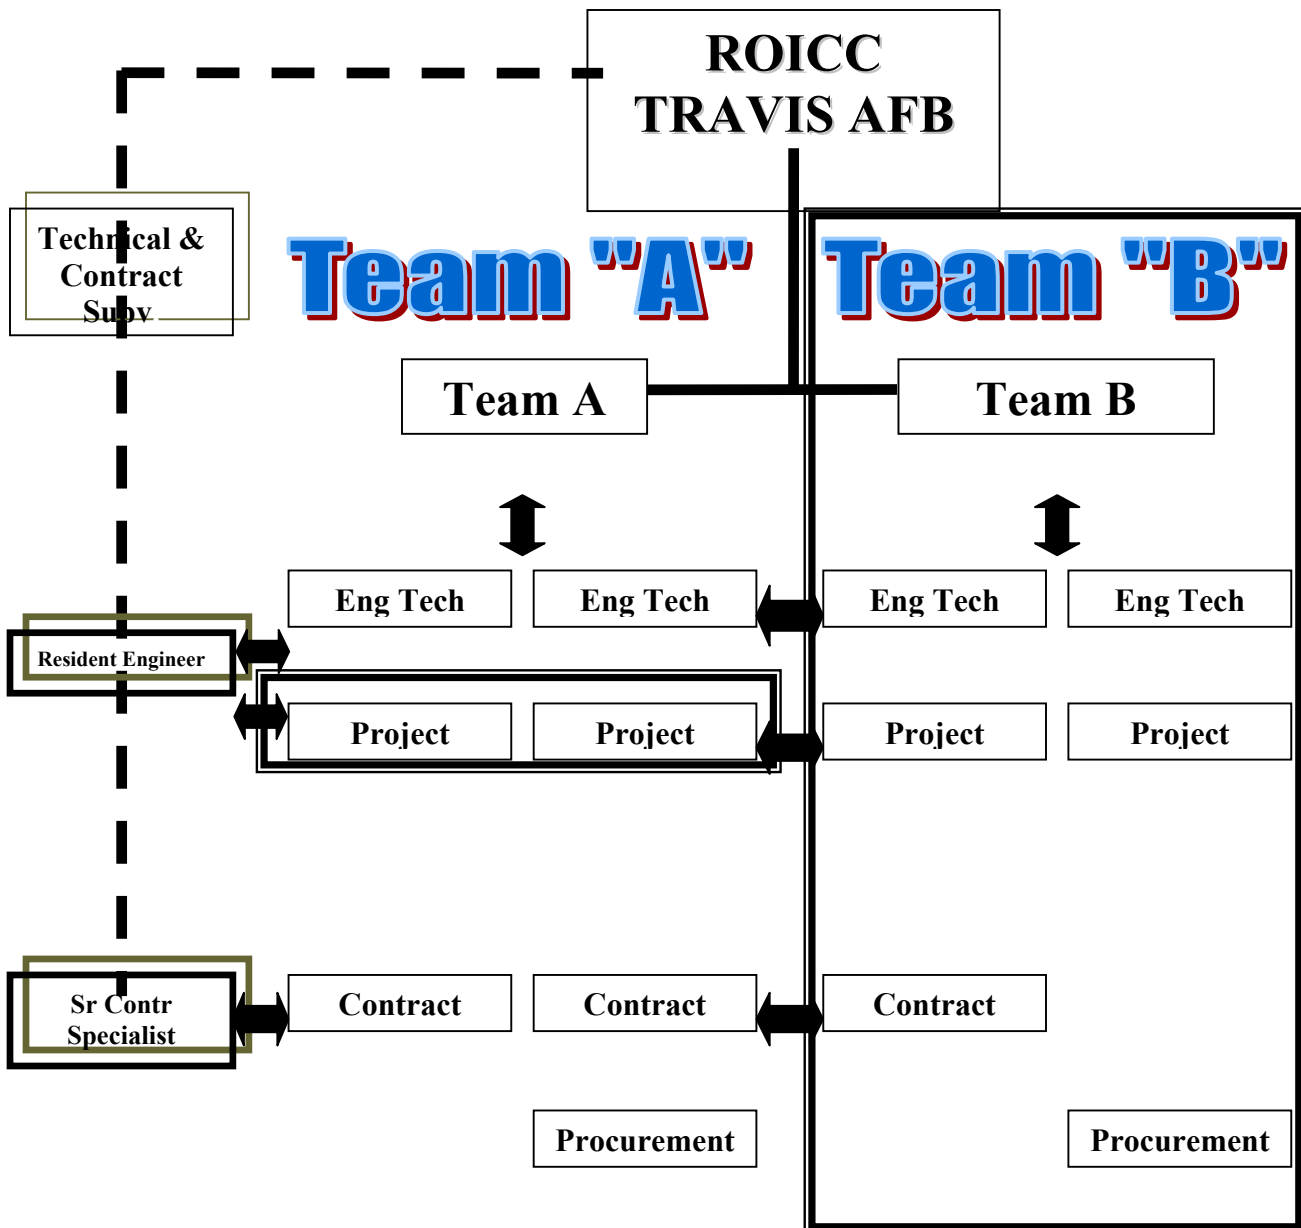 ROICC
TRAVIS AFB
Technical &
Contract
Supv
Team "A"
Team "B"
Team A
Team B
Eng Tech
Eng Tech
Eng Tech
Eng Tech
Resident Engineer
Project
Project
Project
Project
Sr Contr
Specialist
Contract
Contract
Contract
Procurement
Procurement